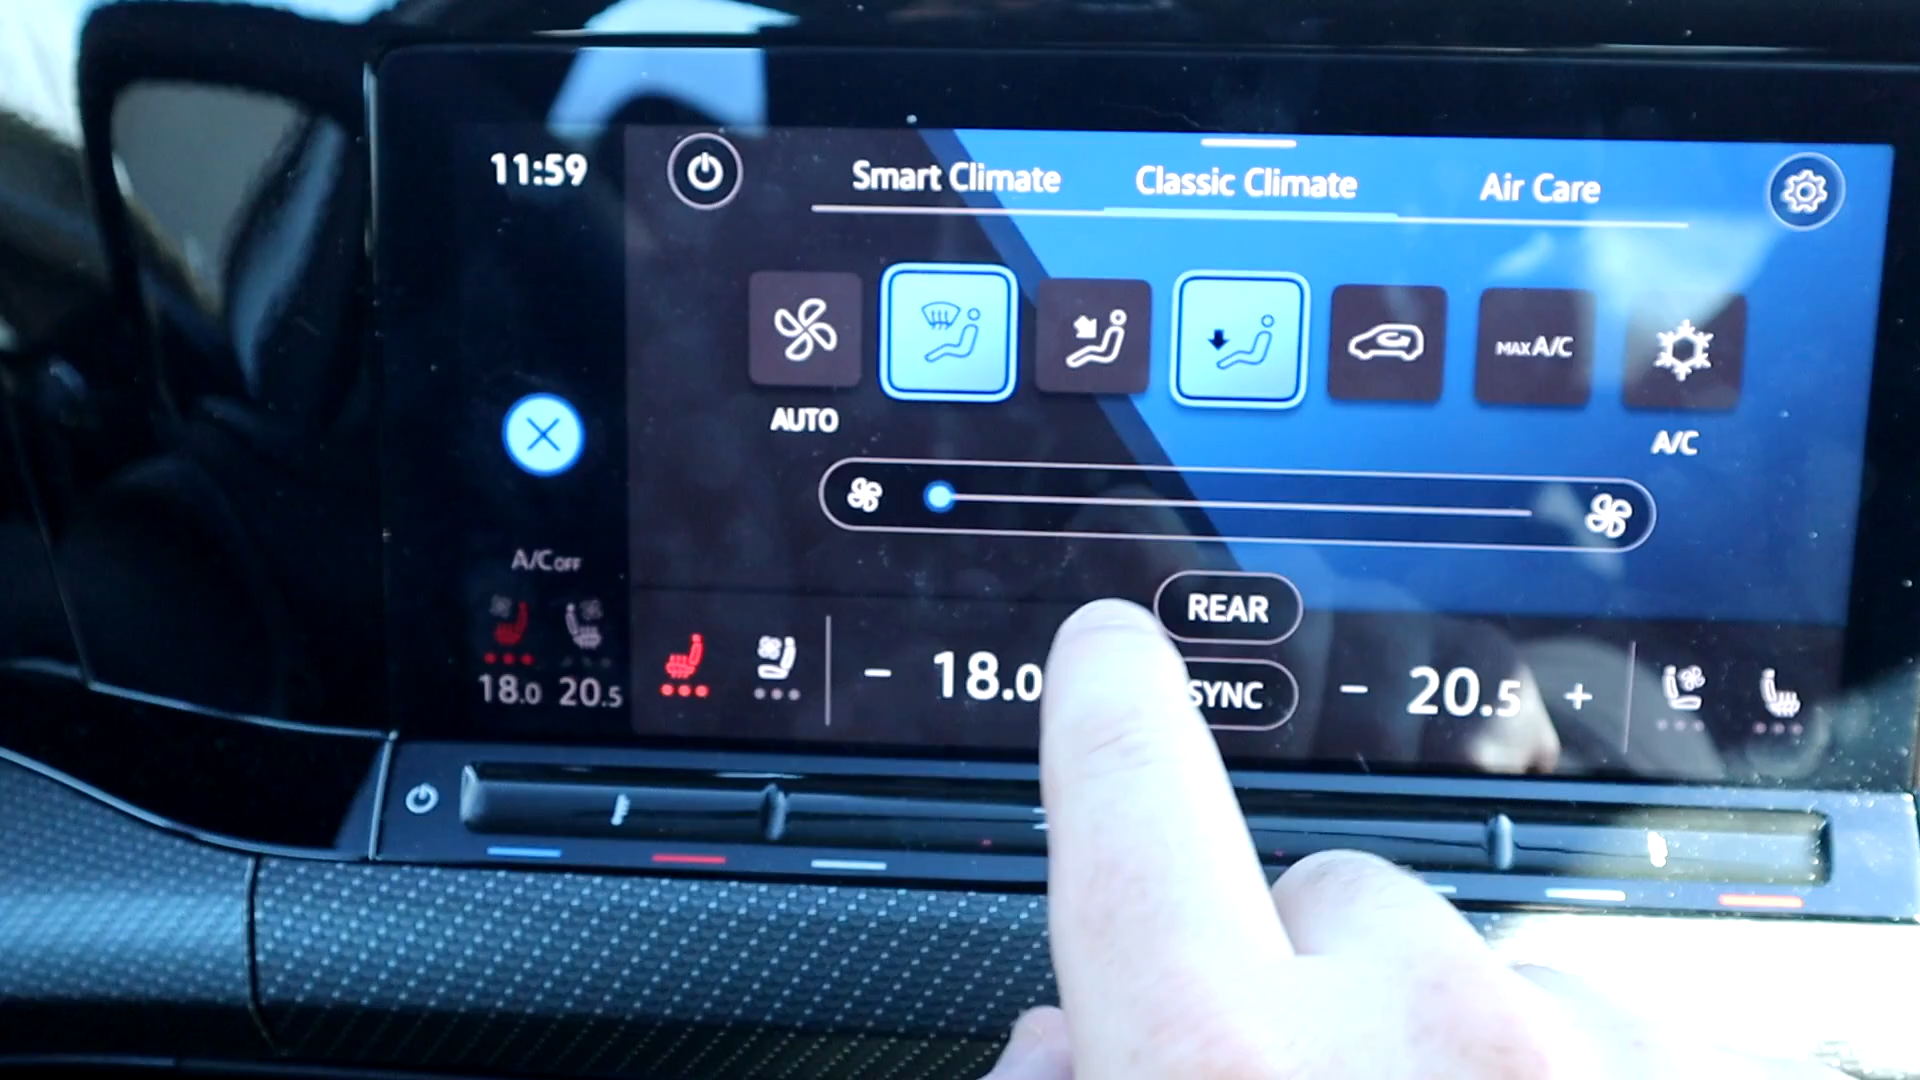 11:59
Smart Climate
Classic Climate
Air Care
MAX A/C
AUTO
A/C
A/C OFF
REAR
18.0 20.5
18.0
SYNC
20.5